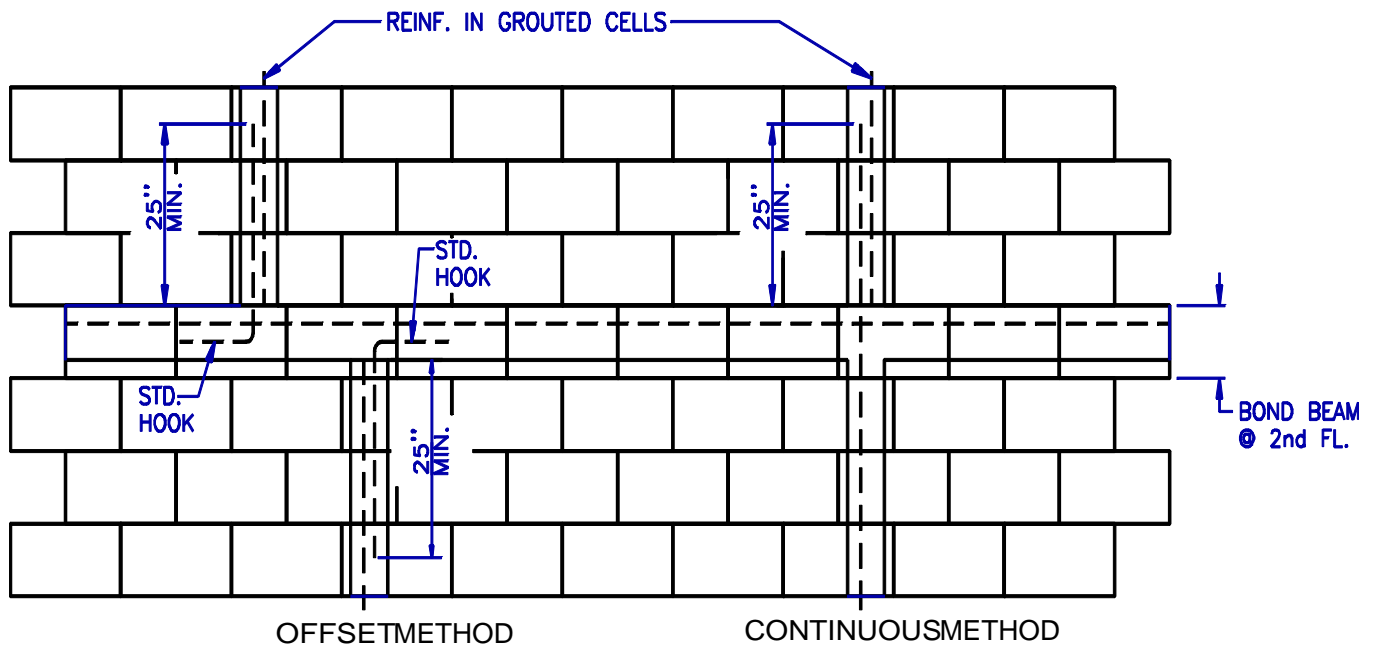 REINF. IN GROUTED CELLS
25"
MIN.
25"
MIN.
STD.
HOOK
STD.
HOOK
25"
MIN.
BOND BEAM
@ 2nd FL.
OFFSETMETHOD
CONTINUOUSMETHOD